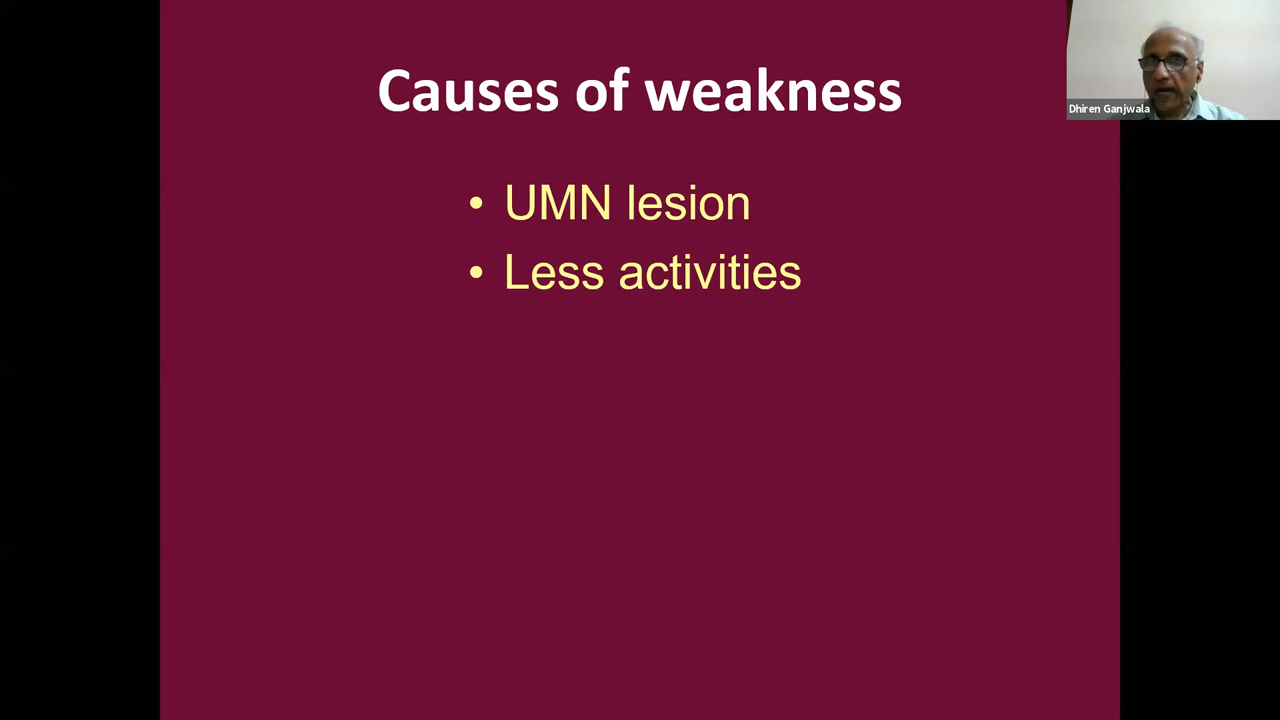 Causes of weakness
Dhiren Ganjwala
• UMN lesion
• Less activities